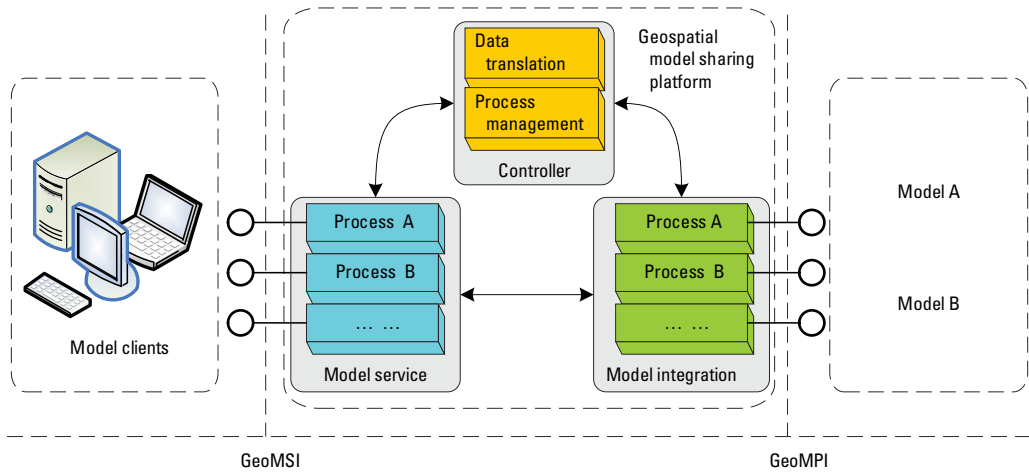 Data
translation
Process
management
Controller
Geospatial
model sharing
platform
Model clients
Process A
Process B
... ...
Model service
Process A
Process B
... ...
Model integration
Model A
Model B
GeoMSI
GeoMPI